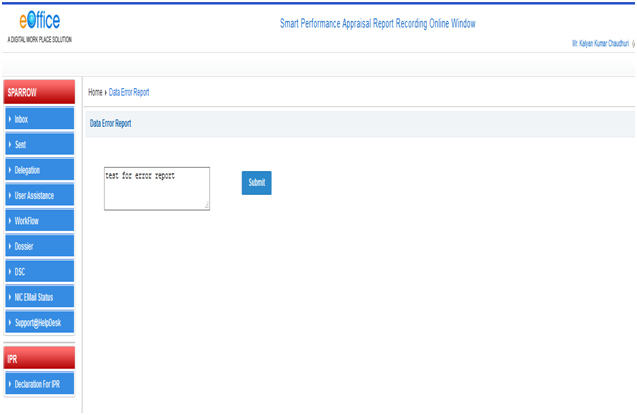 eOffice
A DIGITAL WORK PLACE SOLUTION
Smart Performance Appraisal Report Recording Online Window
Mr. Kalyan Kumar Chaudhuri
SPARROW
Inbox
Sent
Delegation
User Assistance
WorkFlow
Dossier
DSC
NIC EMail Status
Support@HelpDesk
IPR
Declaration For IPR
Home
Data Error Report
Data Error Report
test for error report
Submit